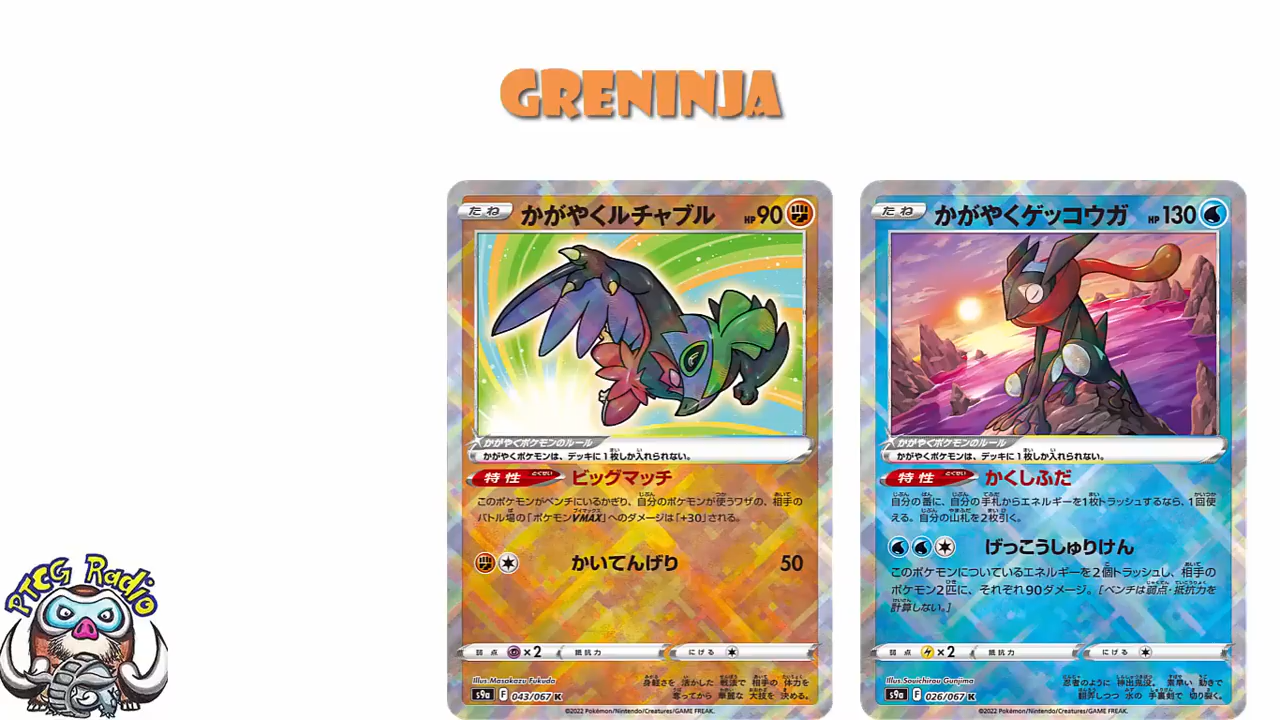 GRENINJA
たね かがやくルチャブル HP 90
かがやくポケモンのルール
かがやくポケモンは、デッキに1枚しか入れられない。
特性 ビッグマッチ
このポケモンがベンチにいるかぎり、自分のポケモンが使うワザの、相手の
バトル場の「ポケモンVMAX」へのダメージは「+30」される。
かいてんげり 50
弱点 ×2 抵抗力 にげる
Illus. Masakazu Fukuda
s9a F 043/067 K
身軽さを 活かした 戦法で 相手の 体力を
奪ってから 華麗な 大技を 決める。
©2022 Pokémon/Nintendo/Creatures/GAME FREAK.
たね かがやくゲッコウガ HP 130
かがやくポケモンのルール
かがやくポケモンは、デッキに1枚しか入れられない。
特性 かくしふだ
自分の番に、自分の手札からエネルギーを1枚トラッシュするなら、1回使
える。自分の山札を2枚引く。
げっこうしゅりけん
このポケモンについているエネルギーを2個トラッシュし、相手の
ポケモン2匹に、それぞれ90ダメージ。[ベンチは弱点・抵抗力を
計算しない。]
弱点 ×2 抵抗力 にげる
Illus. Souichirou Gunjima
s9a F 026/067 K
忍者のように 神出鬼没。素早い 動きで
翻弄しつつ 水の 手裏剣で 切り裂く。
©2022 Pokémon/Nintendo/Creatures/GAME FREAK.
PTCG Radio